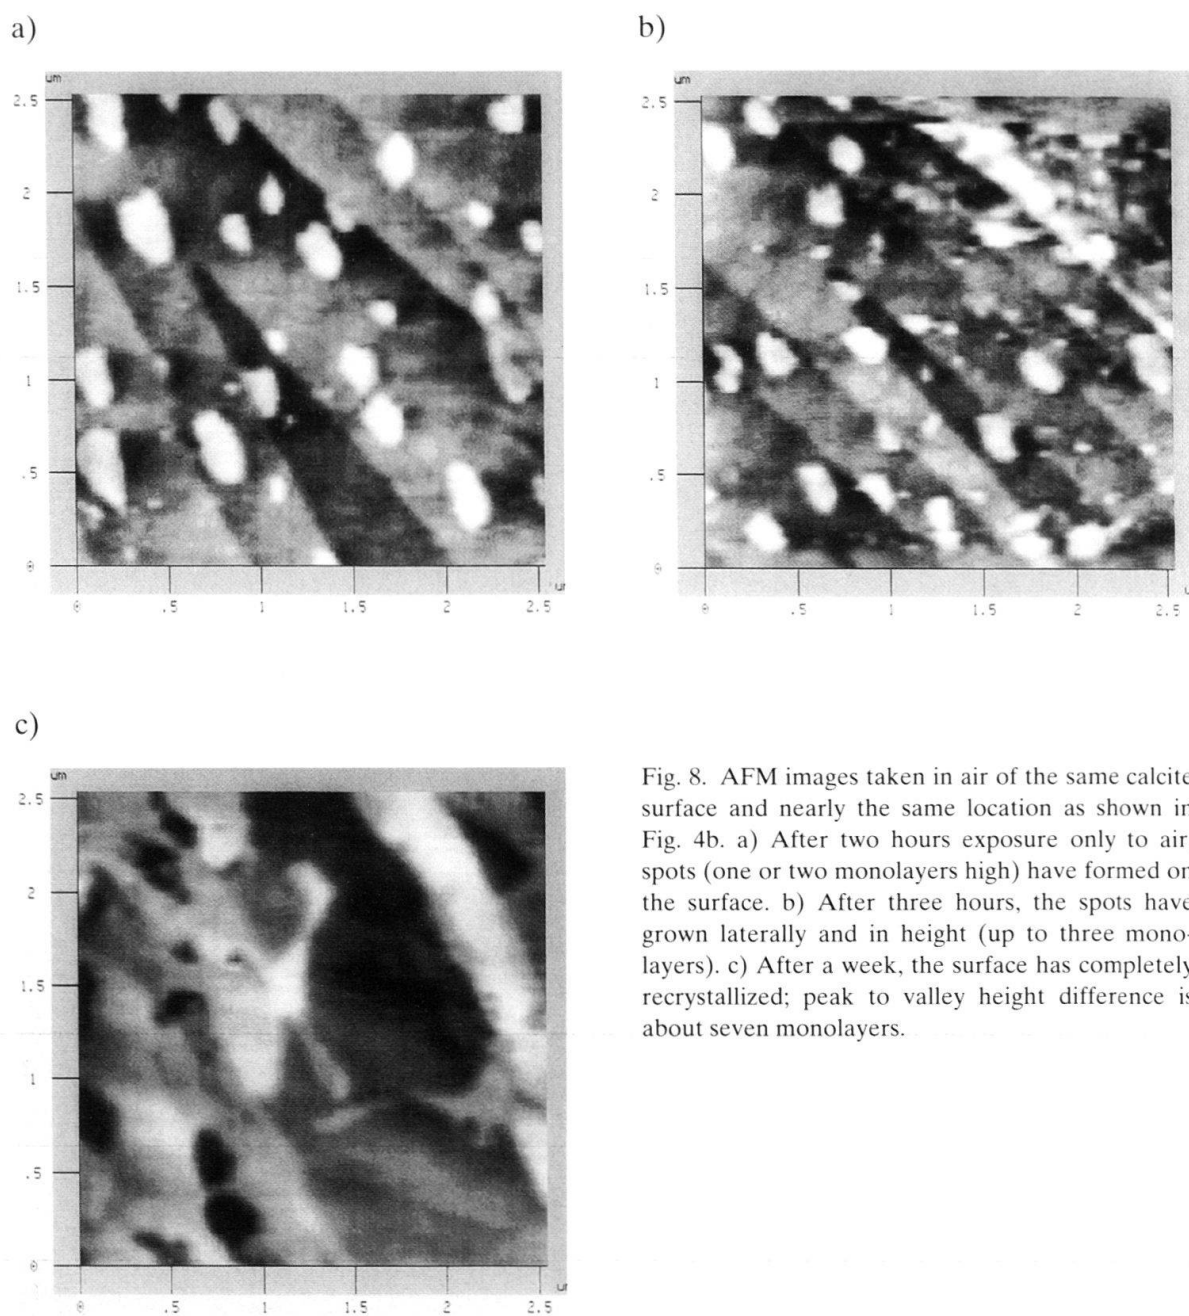 a)
b)
um
2.5
2
1.5
1
.5
0
0 .5 1 1.5 2 2.5
um
2.5
2
1.5
1
.5
0
0 .5 1 1.5 2 2.5
c)
um
2.5
2
1.5
1
.5
0
0 .5 1 1.5 2 2.5
Fig. 8. AFM images taken in air of the same calcite
surface and nearly the same location as shown in
Fig. 4b. a) After two hours exposure only to air
spots (one or two monolayers high) have formed on
the surface. b) After three hours, the spots have
grown laterally and in height (up to three mono-
layers). c) After a week, the surface has completely
recrystallized; peak to valley height difference is
about seven monolayers.